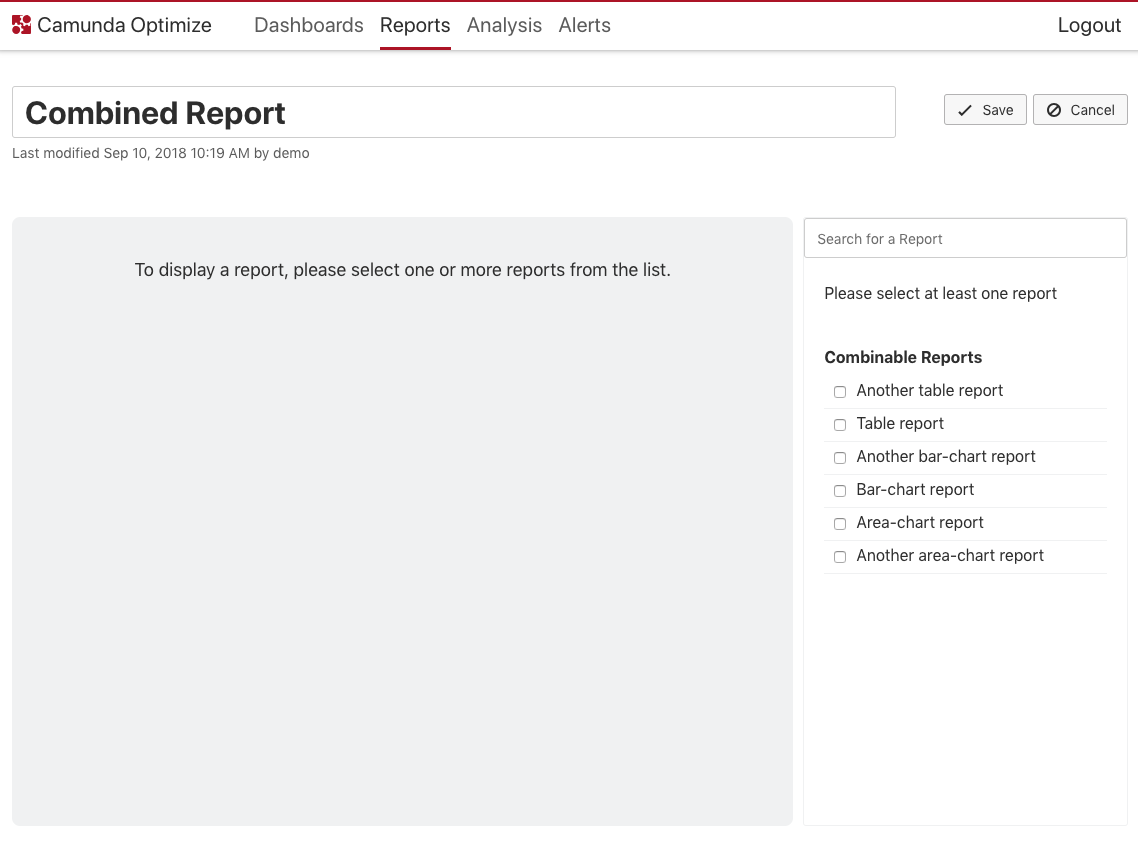 Camunda Optimize Dashboards Reports Analysis Alerts Logout
Combined Report
Save Cancel
Last modified Sep 10, 2018 10:19 AM by demo
To display a report, please select one or more reports from the list.
Search for a Report
Please select at least one report
Combinable Reports
Another table report
Table report
Another bar-chart report
Bar-chart report
Area-chart report
Another area-chart report